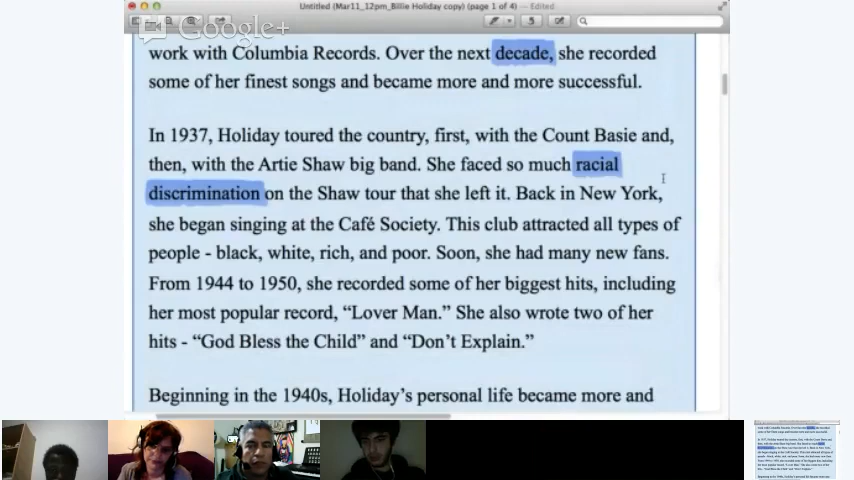 Untitled (Mar11_12pm_Billie Holiday copy) (page 1 of 4) — Edited
Google+
work with Columbia Records. Over the next decade, she recorded
some of her finest songs and became more and more successful.
In 1937, Holiday toured the country, first, with the Count Basie and,
then, with the Artie Shaw big band. She faced so much racial
discrimination on the Shaw tour that she left it. Back in New York,
she began singing at the Café Society. This club attracted all types of
people - black, white, rich, and poor. Soon, she had many new fans.
From 1944 to 1950, she recorded some of her biggest hits, including
her most popular record, “Lover Man.” She also wrote two of her
hits - “God Bless the Child” and “Don’t Explain.”
Beginning in the 1940s, Holiday’s personal life became more and